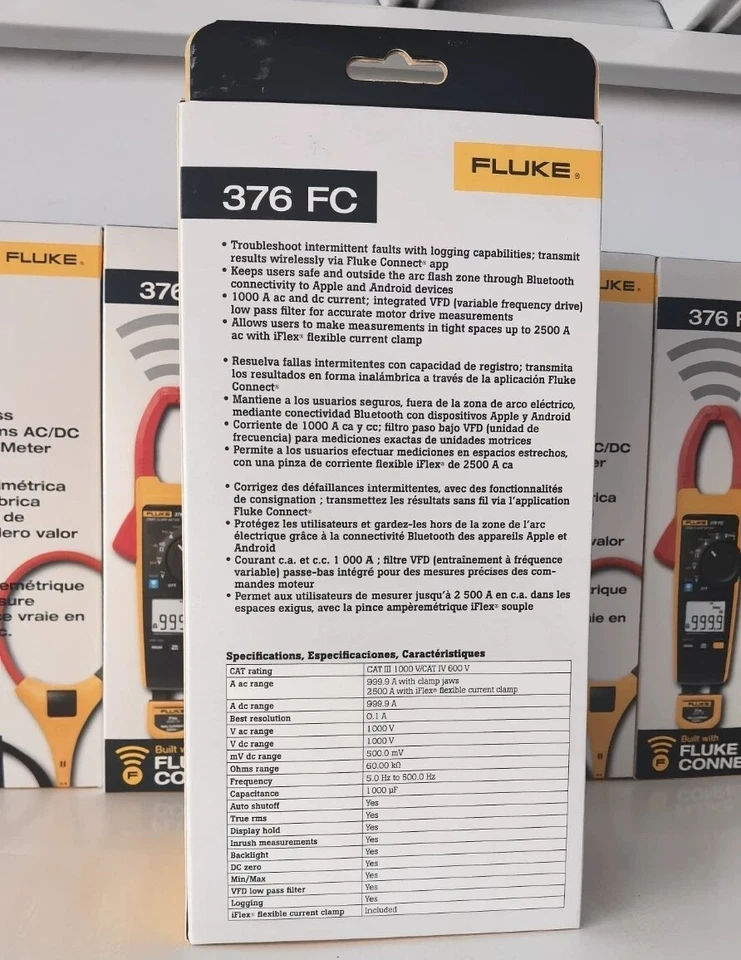 FLUKE®
376 FC
• Troubleshoot intermittent faults with logging capabilities; transmit
results wirelessly via Fluke Connect® app
• Keeps users safe and outside the arc flash zone through Bluetooth
connectivity to Apple and Android devices
• 1000 A ac and dc current; integrated VFD (variable frequency drive)
low pass filter for accurate motor drive measurements
• Allows users to make measurements in tight spaces up to 2500 A
ac with iFlex® flexible current clamp
• Resuelva fallas intermitentes con capacidad de registro; transmita
los resultados en forma inalámbrica a través de la aplicación Fluke
Connect®
• Mantiene a los usuarios seguros, fuera de la zona de arco eléctrico,
mediante conectividad Bluetooth con dispositivos Apple y Android
• Corriente de 1000 A ca y cc; filtro paso bajo VFD (unidad de
frecuencia) para mediciones exactas de unidades motrices
• Permite a los usuarios efectuar mediciones en espacios estrechos,
con una pinza de corriente flexible iFlex® de 2500 A ca
• Corrigez des défaillances intermittentes, avec des fonctionnalités
de consignation ; transmettez les résultats sans fil via l'application
Fluke Connect®
• Protégez les utilisateurs et gardez-les hors de la zone de l'arc
électrique grâce à la connectivité Bluetooth des appareils Apple et
Android
• Courant c.a. et c.c. 1 000 A ; filtre VFD (entraînement à fréquence
variable) passe-bas intégré pour des mesures précises des com-
mandes moteur
• Permet aux utilisateurs de mesurer jusqu'à 2 500 A en c.a. dans les
espaces exigus, avec la pince ampèremétrique iFlex® souple
Specifications, Especificaciones, Caractéristiques
CAT rating CAT III 1000 V/CAT IV 600 V
A ac range 999.9 A with clamp jaws
2500 A with iFlex® flexible current clamp
A dc range 999.9 A
Best resolution 0.1 A
V ac range 1000 V
V dc range 1000 V
mV dc range 500.0 mV
Ohms range 60.00 kΩ
Frequency 5.0 Hz to 500.0 Hz
Capacitance 1000 µF
Auto shutoff Yes
True rms Yes
Display hold Yes
Inrush measurements Yes
Backlight Yes
DC zero Yes
Min/Max Yes
VFD low pass filter Yes
Logging Yes
iFlex® flexible current clamp Included
FLUKE®
AC/DC
Meter
de
valor
376
FLUKE
Built
376
999.9
Built with
FLUKE